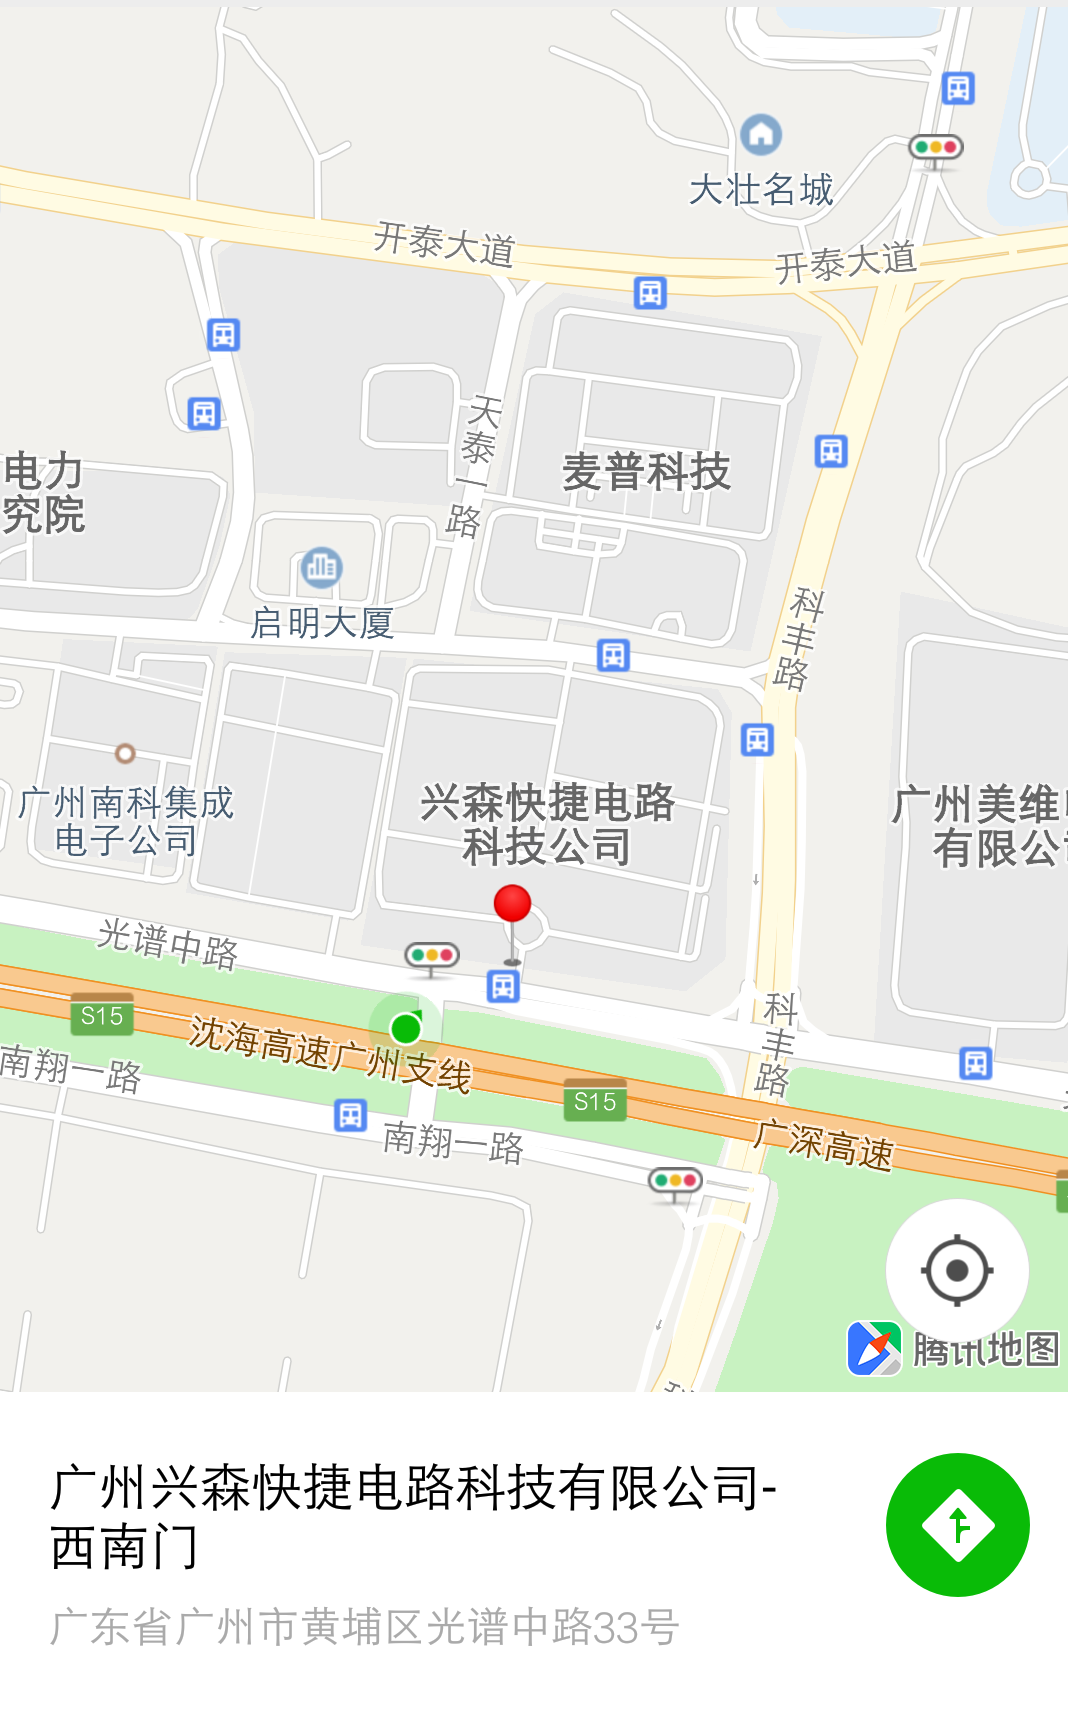 大壮名城
开泰大道
开泰大道
天泰一路
麦普科技
电力
究院
启明大厦
科丰路
广州南科集成
电子公司
兴森快捷电路
科技公司
广州美维
有限公
光谱中路
S15
沈海高速广州支线
科丰路
南翔一路
S15
南翔一路
广深高速
腾讯地图
广州兴森快捷电路科技有限公司-
西南门
广东省广州市黄埔区光谱中路33号